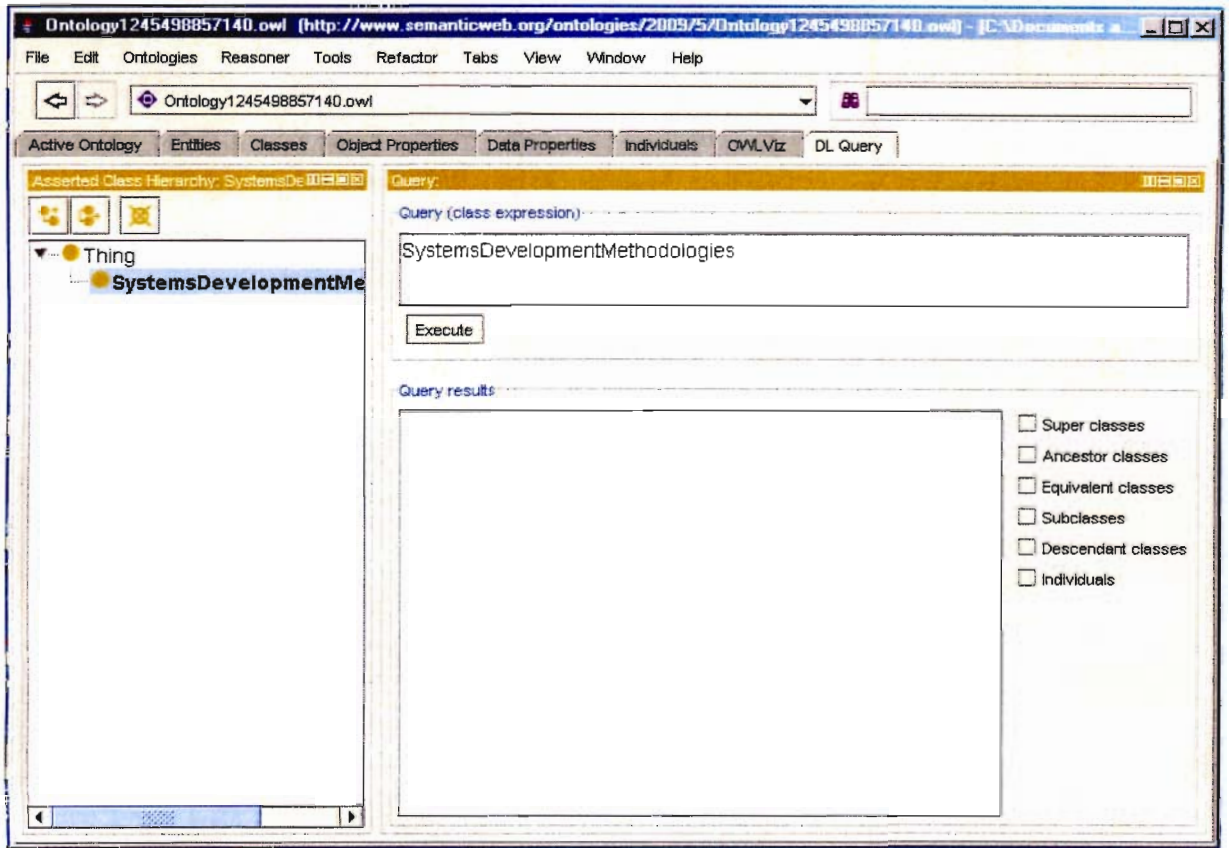 Ontology1245498857140.owl (http://www.semanticweb.org/ontologies/2009/5/Ontology1245498857140.owl) - [C:\Documents a...
File Edit Ontologies Reasoner Tools Refactor Tabs View Window Help
Ontology1245498857140.owl
Active Ontology Entities Classes Object Properties Data Properties Individuals OWLViz DL Query
Asserted Class Hierarchy: SystemsDe
Query:
Query (class expression)
Thing
SystemsDevelopmentMe
SystemsDevelopmentMethodologies
Execute
Query results
Super classes
Ancestor classes
Equivalent classes
Subclasses
Descendant classes
Individuals